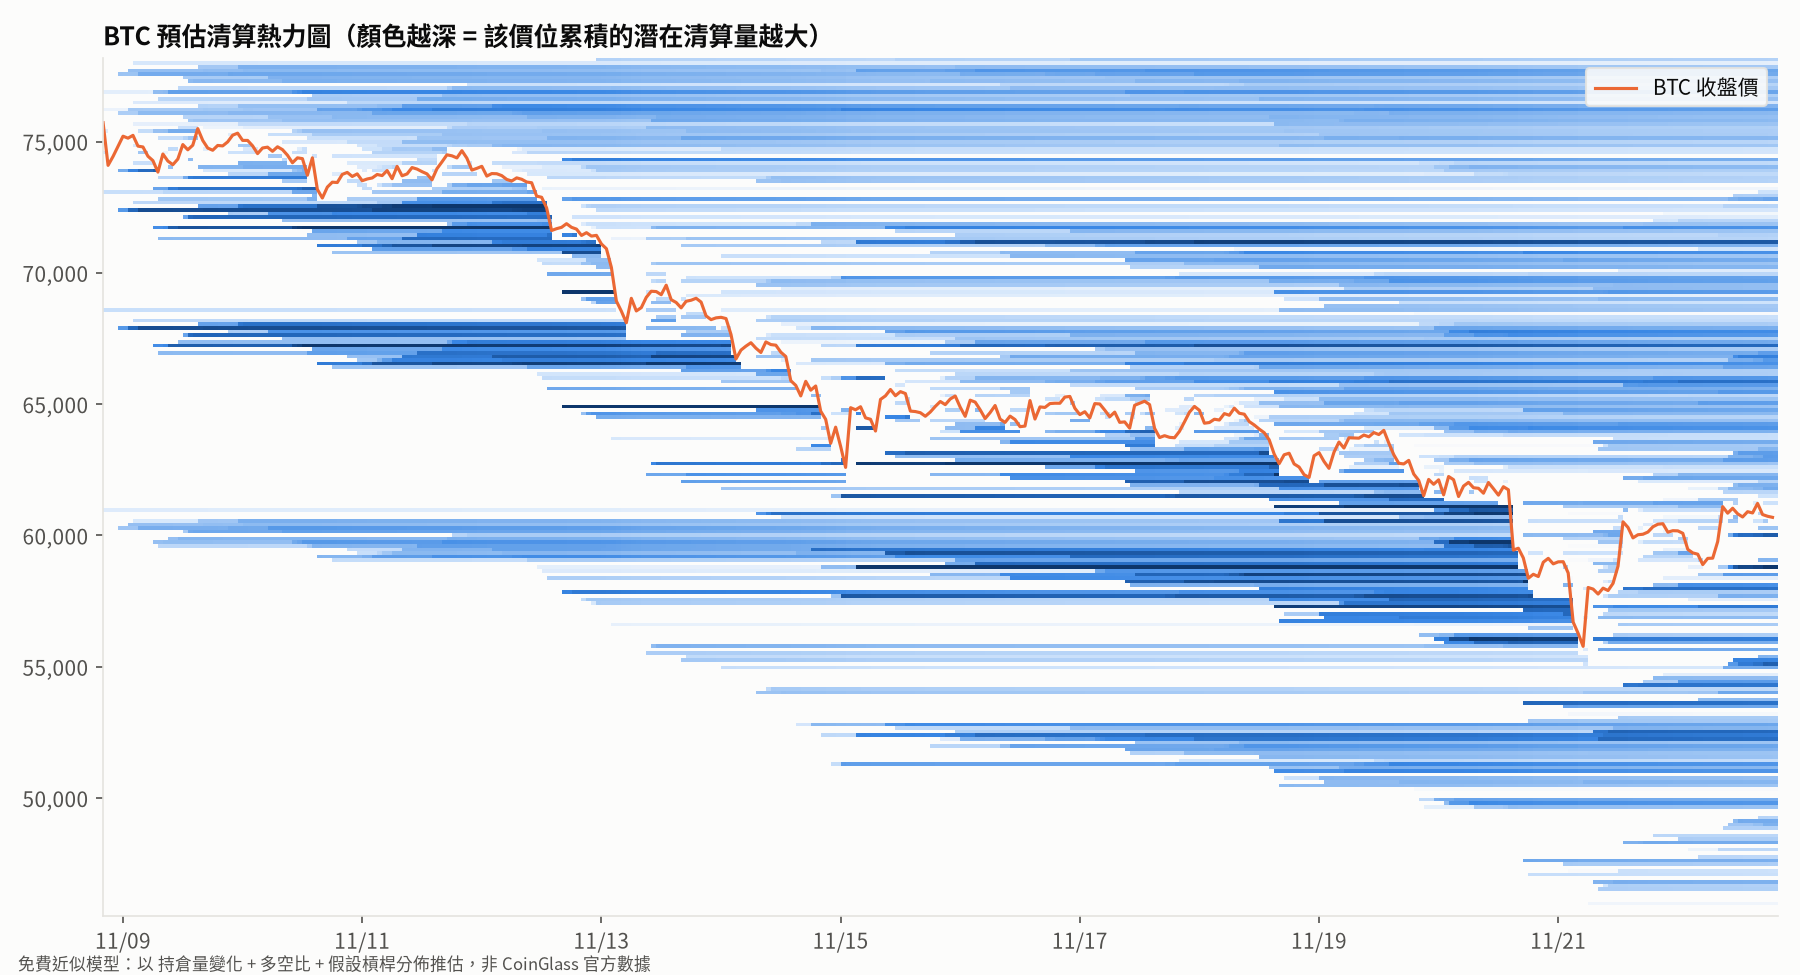 BTC 預估清算熱力圖（顏色越深 = 該價位累積的潛在清算量越大）
BTC 收盤價
75,000
70,000
65,000
60,000
55,000
50,000
11/09 11/11 11/13 11/15 11/17 11/19 11/21
免費近似模型：以 持倉量變化 + 多空比 + 假設槓桿分佈推估，非 CoinGlass 官方數據